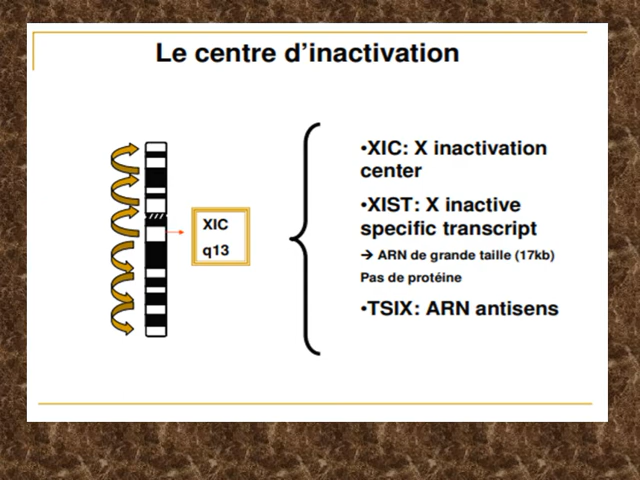 Le centre d'inactivation
XIC
q13
•XIC: X inactivation
center
•XIST: X inactive
specific transcript
→ ARN de grande taille (17kb)
Pas de protéine
•TSIX: ARN antisens